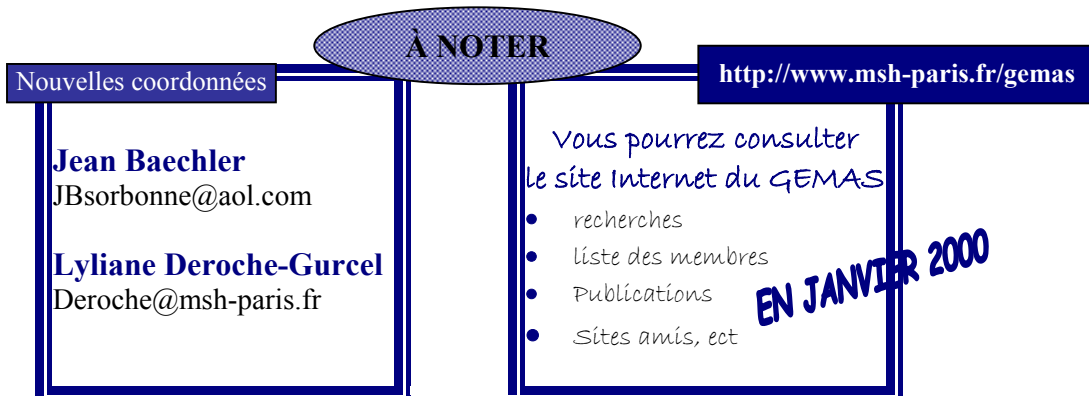 À NOTER
Nouvelles coordonnées
Jean Baechler
JBsorbonne@aol.com
Lyliane Deroche-Gurcel
Deroche@msh-paris.fr
http://www.msh-paris.fr/gemas
Vous pourrez consulter
le site Internet du GEMAS
• recherches
• liste des membres
• Publications
• Sites amis, ect
EN JANVIER 2000